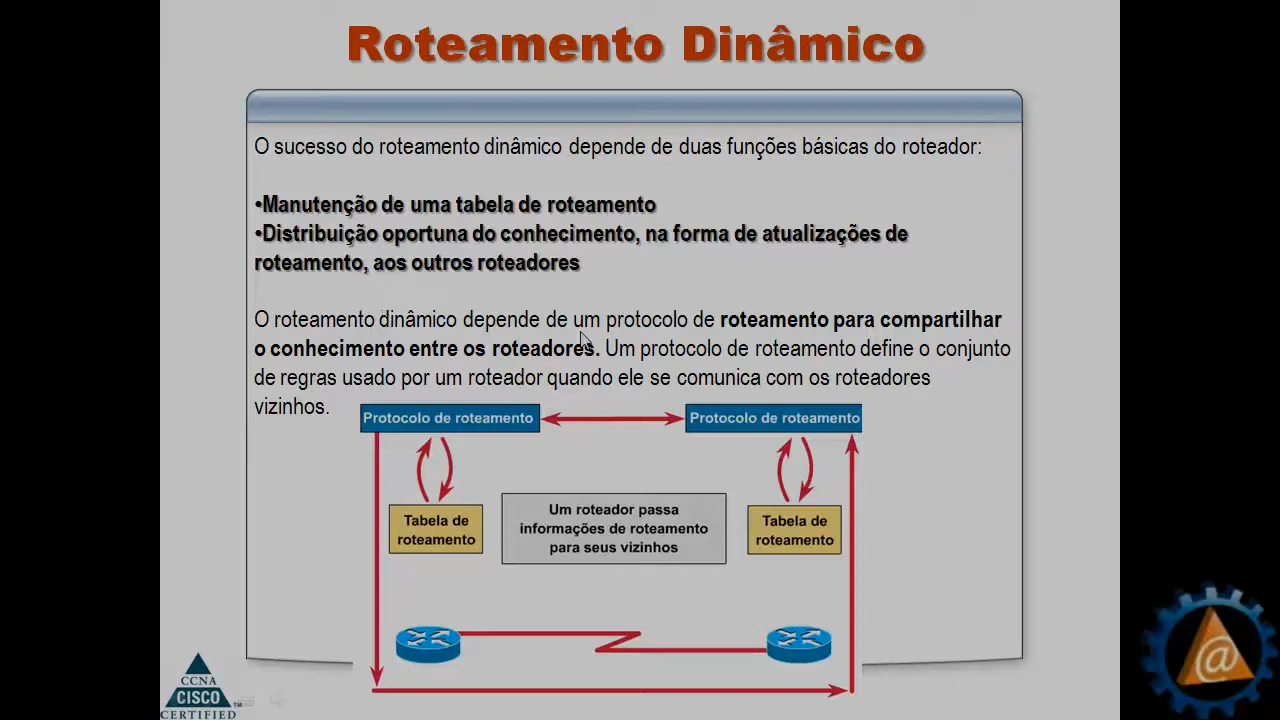 Roteamento Dinâmico
O sucesso do roteamento dinâmico depende de duas funções básicas do roteador:
•Manutenção de uma tabela de roteamento
•Distribuição oportuna do conhecimento, na forma de atualizações de
roteamento, aos outros roteadores
O roteamento dinâmico depende de um protocolo de roteamento para compartilhar
o conhecimento entre os roteadores. Um protocolo de roteamento define o conjunto
de regras usado por um roteador quando ele se comunica com os roteadores
vizinhos.
Protocolo de roteamento
Protocolo de roteamento
Tabela de
roteamento
Um roteador passa
informações de roteamento
para seus vizinhos
Tabela de
roteamento
CCNA
CISCO
CERTIFIED
TM
@